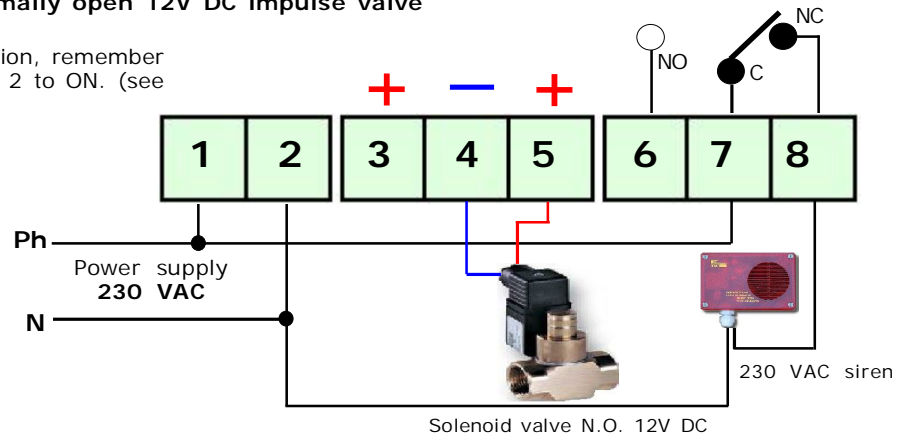 mally open 12V DC impulse valve
ion, remember
2 to ON. (see
NC
NO
C
+ — +
1 2 3 4 5 6 7 8
Ph
Power supply
230 VAC
N
230 VAC siren
Solenoid valve N.O. 12V DC